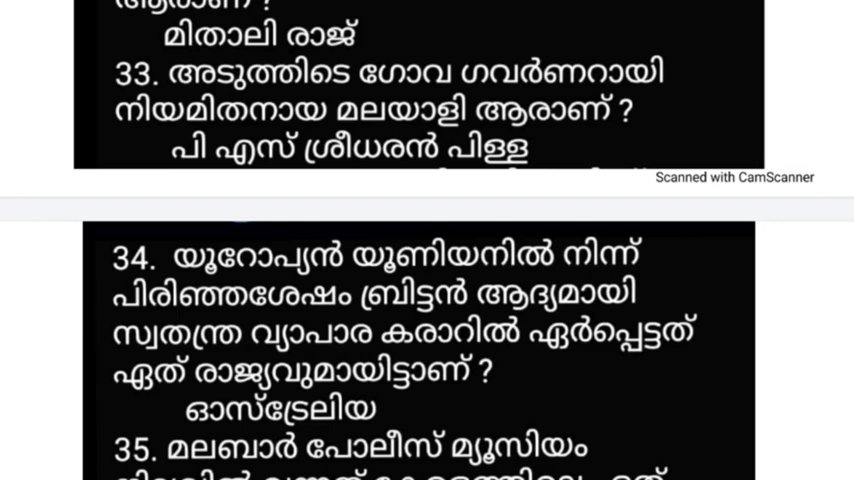 ആരാണ് ?
മിതാലി രാജ്
33. അടുത്തിടെ ഗോവ ഗവർണറായി
നിയമിതനായ മലയാളി ആരാണ് ?
പി എസ് ശ്രീധരൻ പിള്ള
Scanned with CamScanner
34. യൂറോപ്യൻ യൂണിയനിൽ നിന്ന്
പിരിഞ്ഞശേഷം ബ്രിട്ടൻ ആദ്യമായി
സ്വതന്ത്ര വ്യാപാര കരാറിൽ ഏർപ്പെട്ടത്
ഏത് രാജ്യവുമായിട്ടാണ് ?
ഓസ്ട്രേലിയ
35. മലബാർ പോലീസ് മ്യൂസിയം